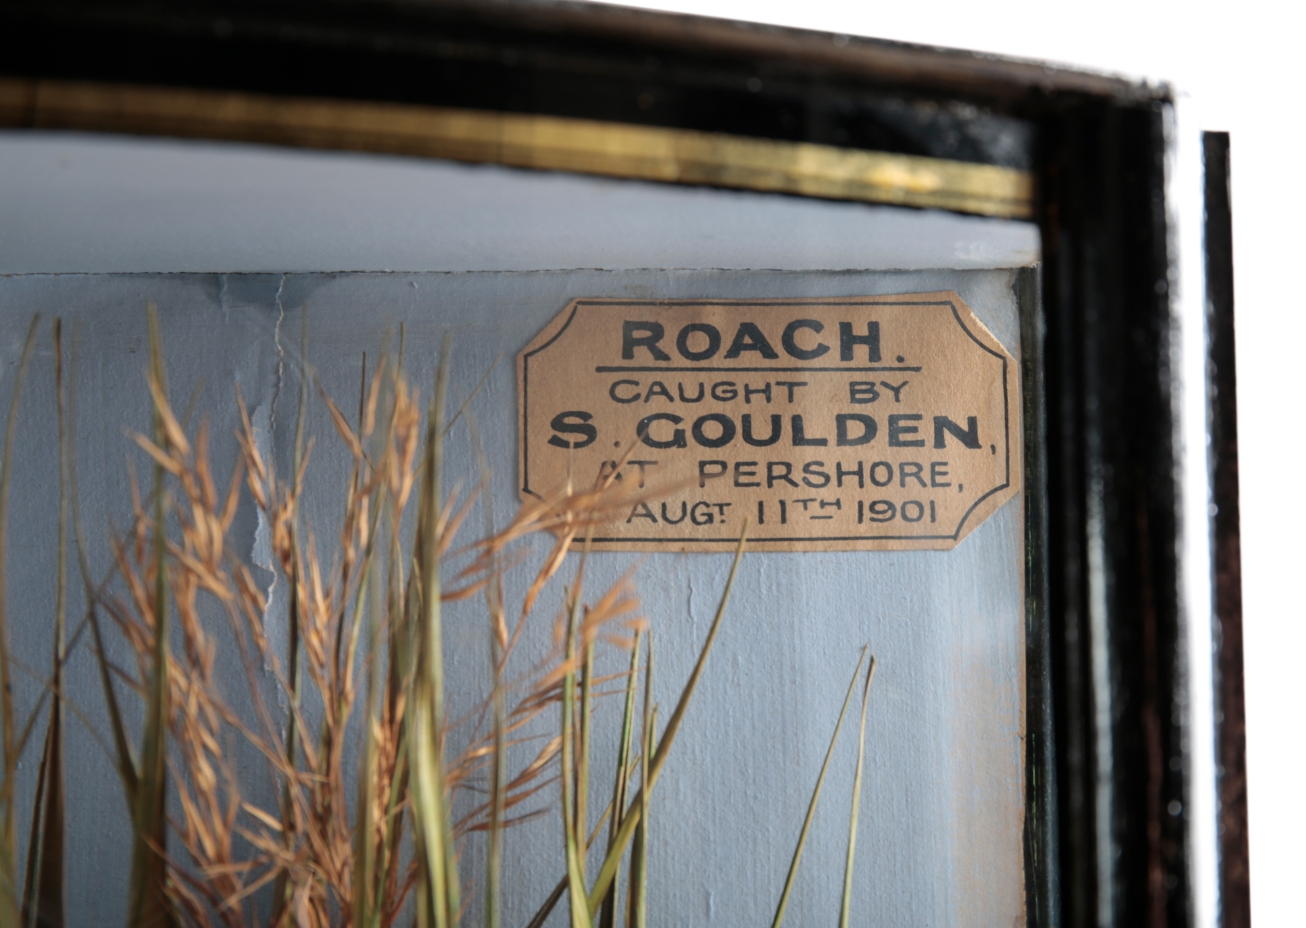 ROACH.
CAUGHT BY
S. GOULDEN,
AT PERSHORE,
AUGT 11TH 1901